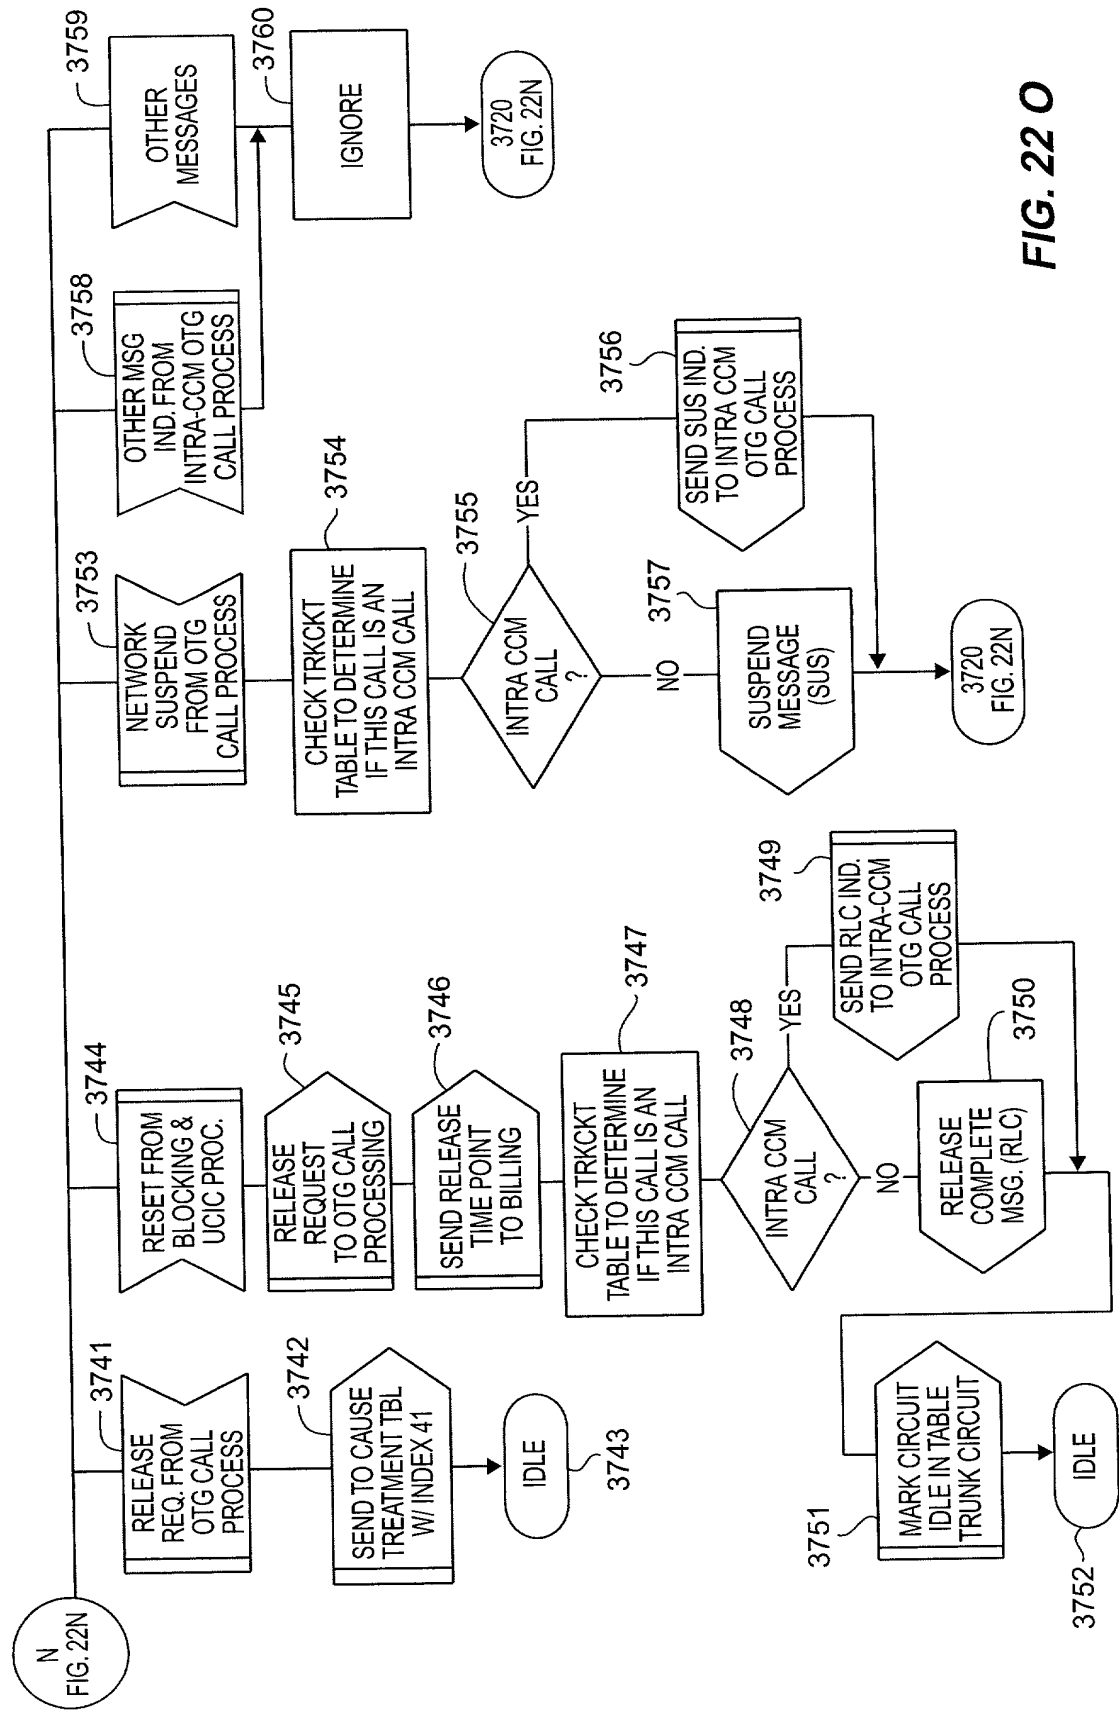 N
FIG. 22N
3741
RELEASE
REQ. FROM
OTG CALL
PROCESS
3742
SEND TO CAUSE
TREATMENT TBL
W/ INDEX 41
IDLE
3743
3744
RESET FROM
BLOCKING &
UCIC PROC.
3745
RELEASE
REQUEST
TO OTG CALL
PROCESSING
3746
SEND RELEASE
TIME POINT
TO BILLING
3747
CHECK TRKCKT
TABLE TO DETERMINE
IF THIS CALL IS AN
INTRA CCM CALL
3748
INTRA CCM
CALL
?
YES
NO
3749
SEND RLC IND.
TO INTRA-CCM
OTG CALL
PROCESS
3750
RELEASE
COMPLETE
MSG. (RLC)
3751
MARK CIRCUIT
IDLE IN TABLE
TRUNK CIRCUIT
IDLE
3752
3753
NETWORK
SUSPEND
FROM OTG
CALL PROCESS
3754
CHECK TRKCKT
TABLE TO DETERMINE
IF THIS CALL IS AN
INTRA CCM CALL
3755
INTRA CCM
CALL
?
YES
NO
3756
SEND SUS IND.
TO INTRA CCM
OTG CALL
PROCESS
3757
SUSPEND
MESSAGE
(SUS)
3720
FIG. 22N
3758
OTHER MSG
IND. FROM
INTRA-CCM OTG
CALL PROCESS
3759
OTHER
MESSAGES
3760
IGNORE
3720
FIG. 22N
FIG. 22 O